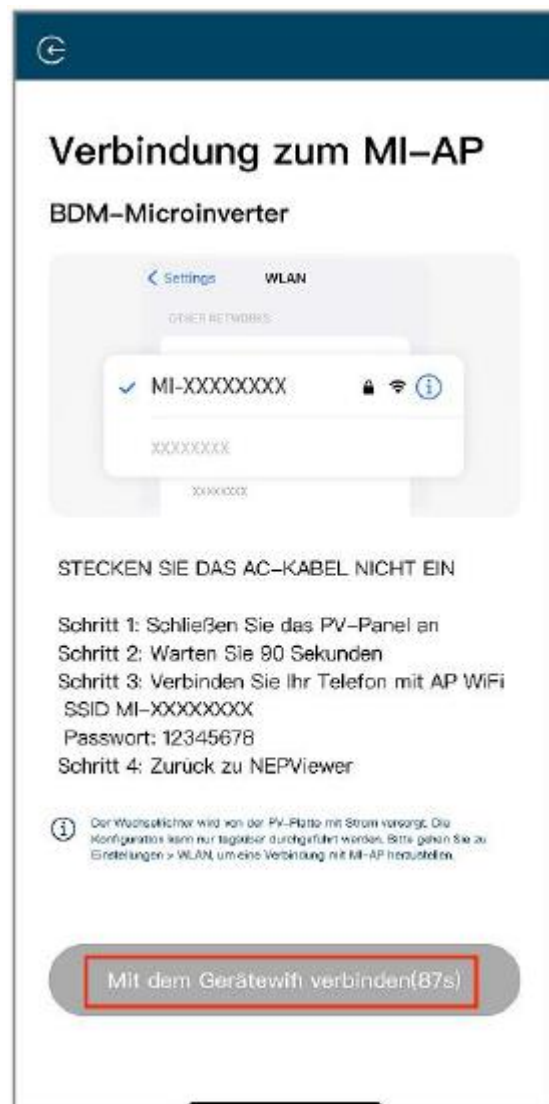 Verbindung zum MI-AP
BDM-Microinverter
Settings WLAN
OTHER NETWORKS
MI-XXXXXXXX
XXXXXXXX
XXXXXXXX
STECKEN SIE DAS AC-KABEL NICHT EIN
Schritt 1: Schließen Sie das PV-Panel an
Schritt 2: Warten Sie 90 Sekunden
Schritt 3: Verbinden Sie Ihr Telefon mit AP WiFi
SSID MI-XXXXXXXX
Passwort: 12345678
Schritt 4: Zurück zu NEPViewer
Der Wechselrichter wird von der PV-Platte mit Strom versorgt. Die
Konfiguration kann nur tagsüber durchgeführt werden. Bitte gehen Sie zu
Einstellungen > WLAN, um eine Verbindung mit MI-AP herzustellen.
Mit dem Gerätewifi verbinden(87s)